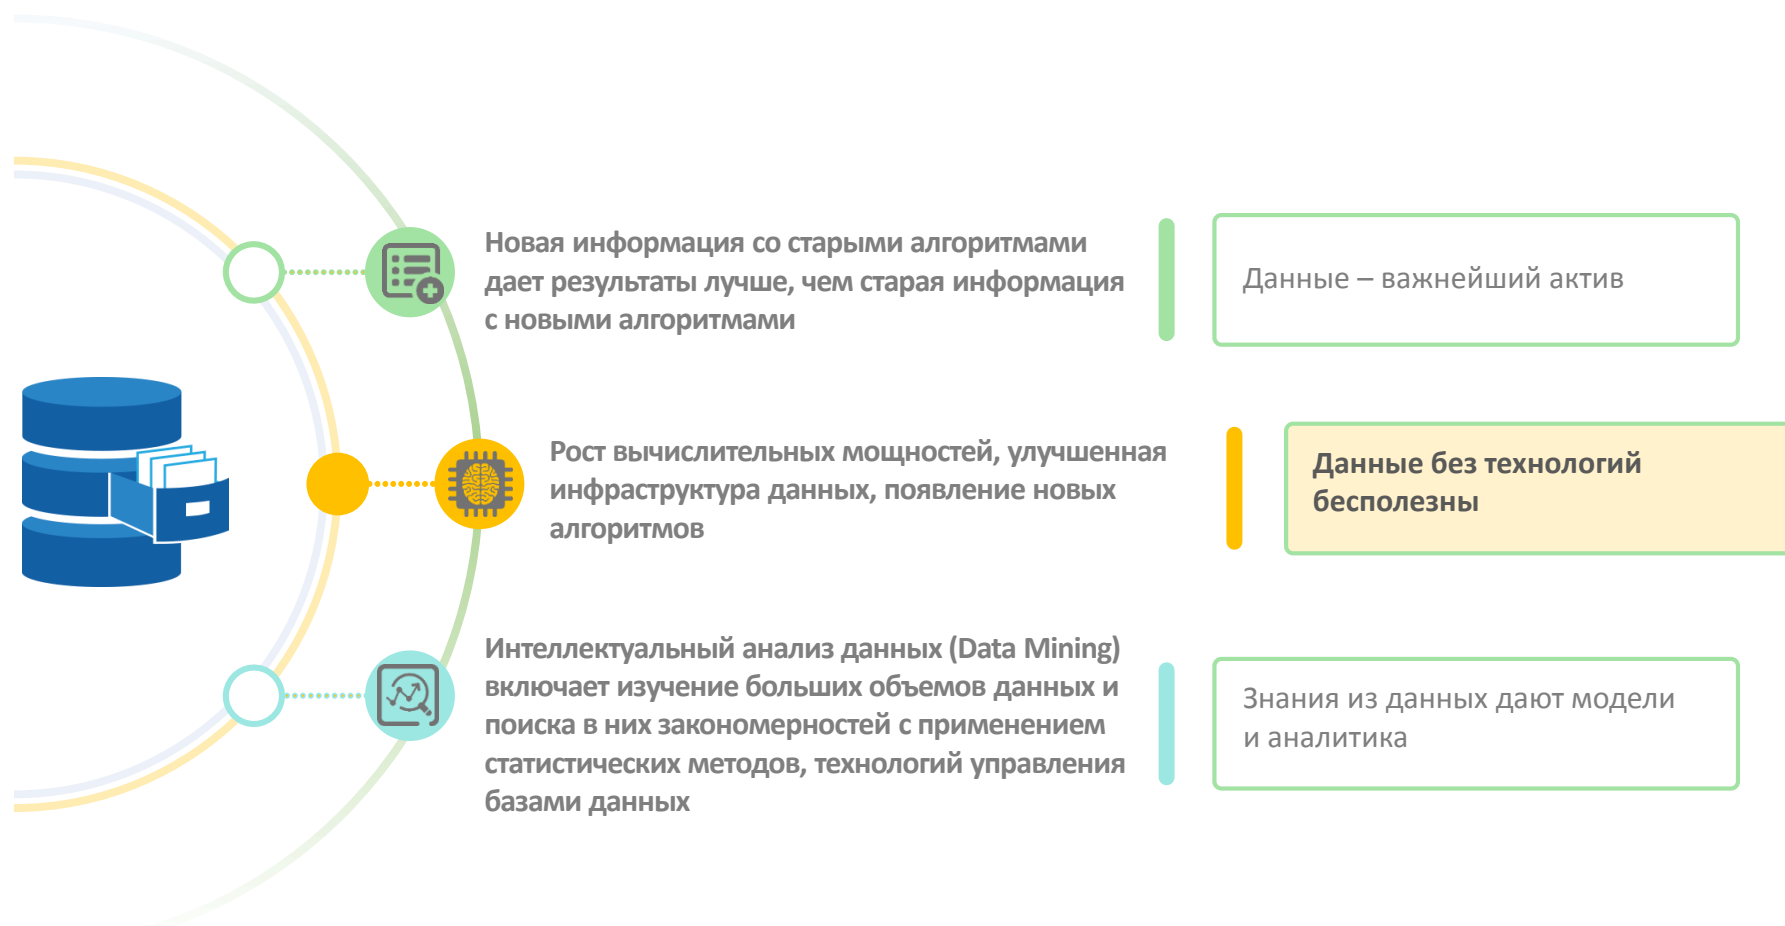 Новая информация со старыми алгоритмами
дает результаты лучше, чем старая информация
с новыми алгоритмами
Данные – важнейший актив
Рост вычислительных мощностей, улучшенная
инфраструктура данных, появление новых
алгоритмов
Данные без технологий
бесполезны
Интеллектуальный анализ данных (Data Mining)
включает изучение больших объемов данных и
поиска в них закономерностей с применением
статистических методов, технологий управления
базами данных
Знания из данных дают модели
и аналитика